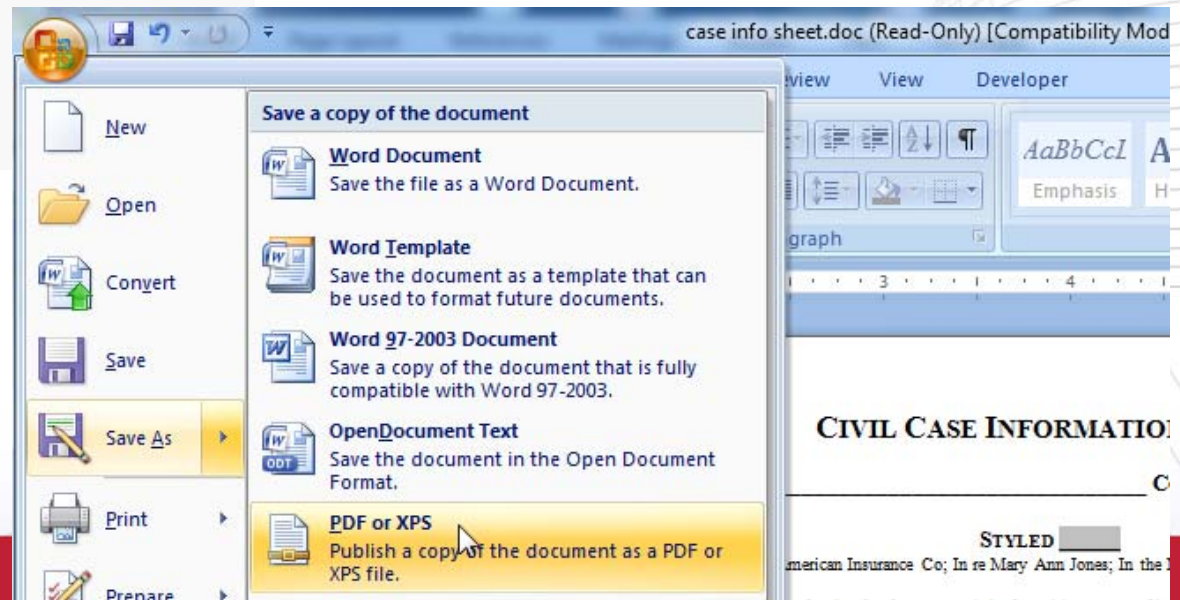 case info sheet.doc (Read-Only) [Compatibility Mod
View Developer
New
Open
Convert
Save
Save As
Print
Prepare
Save a copy of the document
Word Document
Save the file as a Word Document.
Word Template
Save the document as a template that can
be used to format future documents.
Word 97-2003 Document
Save a copy of the document that is fully
compatible with Word 97-2003.
OpenDocument Text
Save the document in the Open Document
Format.
PDF or XPS
Publish a copy of the document as a PDF or
XPS file.
AaBbCcI A
Emphasis H
graph
3 4
CIVIL CASE INFORMATIO
C
STYLED
merican Insurance Co; In re Mary Ann Jones; In the